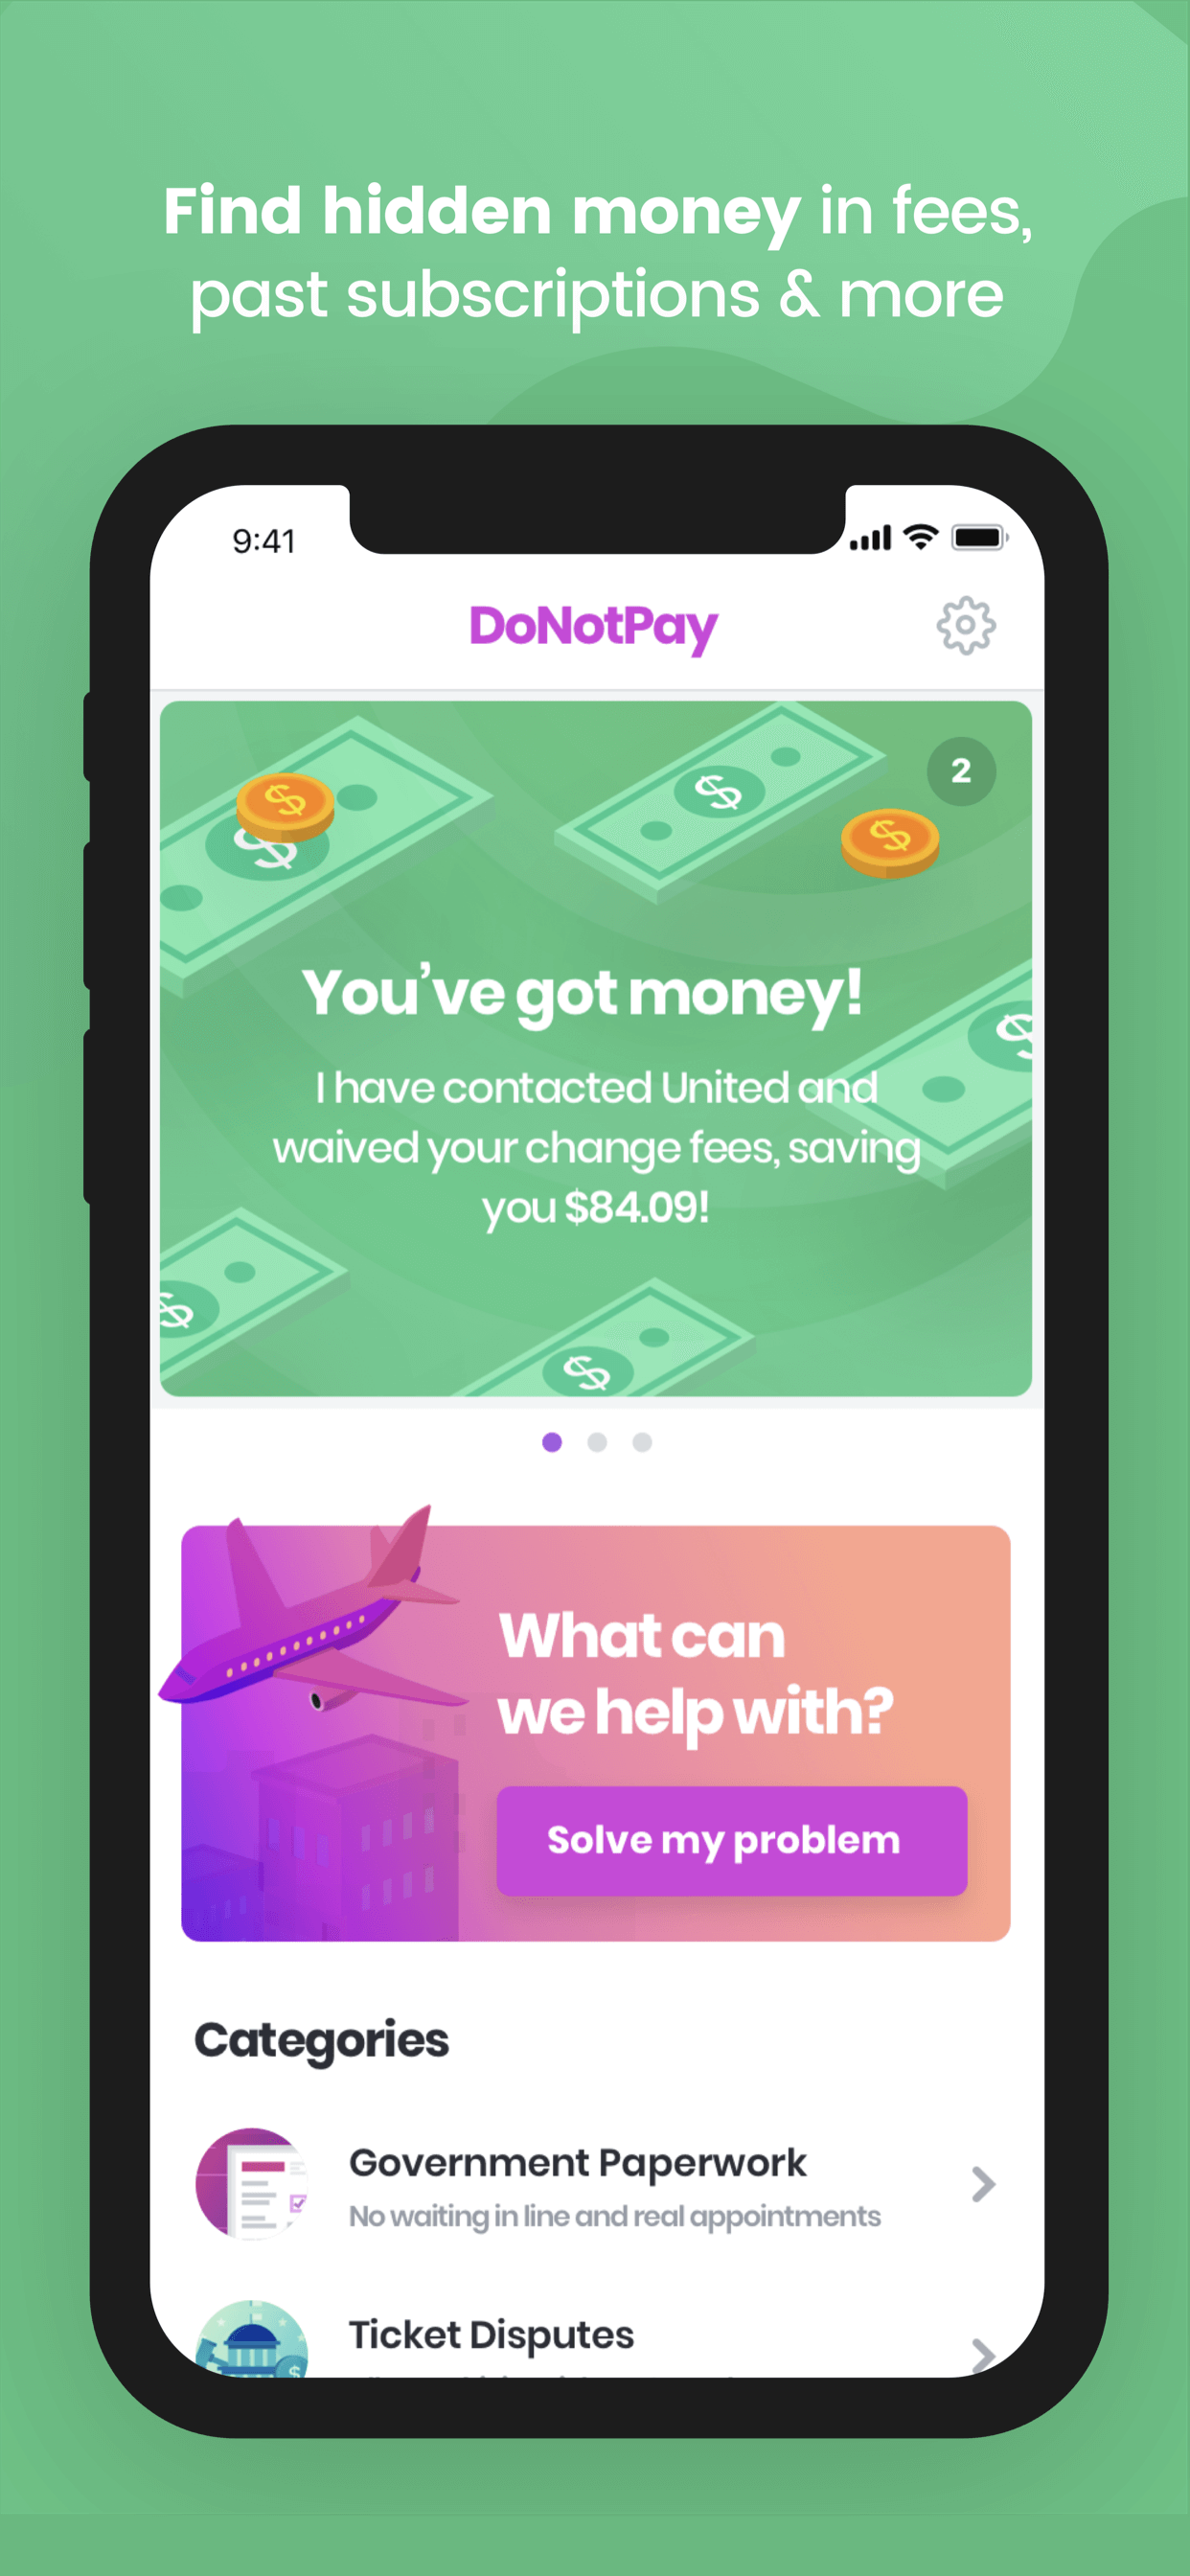 Find hidden money in fees,
past subscriptions & more
9:41
DoNotPay
2
You’ve got money!
I have contacted United and
waived your change fees, saving
you $84.09!
What can
we help with?
Solve my problem
Categories
Government Paperwork
No waiting in line and real appointments
Ticket Disputes